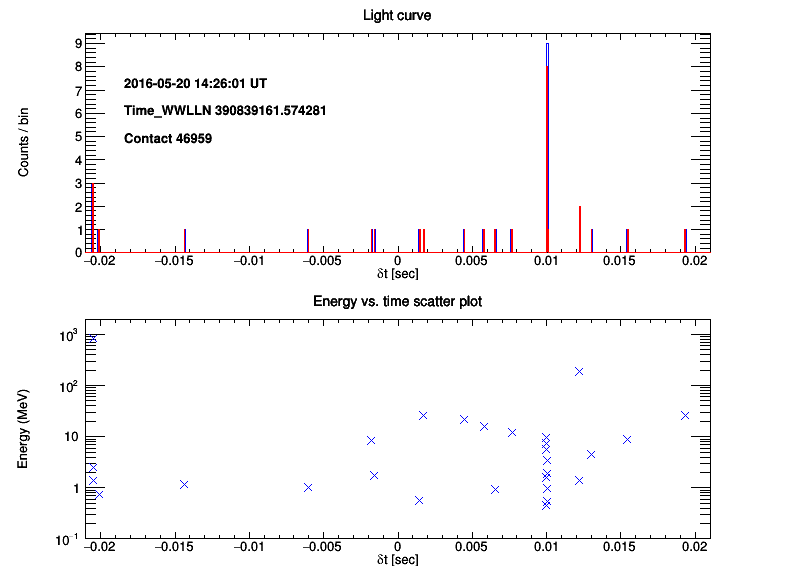 Light curve
9
8
7
6
5
4
3
2
1
0
Counts / bin
2016-05-20 14:26:01 UT
Time_WWLLN 390839161.574281
Contact 46959
−0.02 −0.015 −0.01 −0.005 0 0.005 0.01 0.015 0.02
δt [sec]
Energy vs. time scatter plot
10³
10²
10
1
10⁻¹
Energy (MeV)
−0.02 −0.015 −0.01 −0.005 0 0.005 0.01 0.015 0.02
δt [sec]